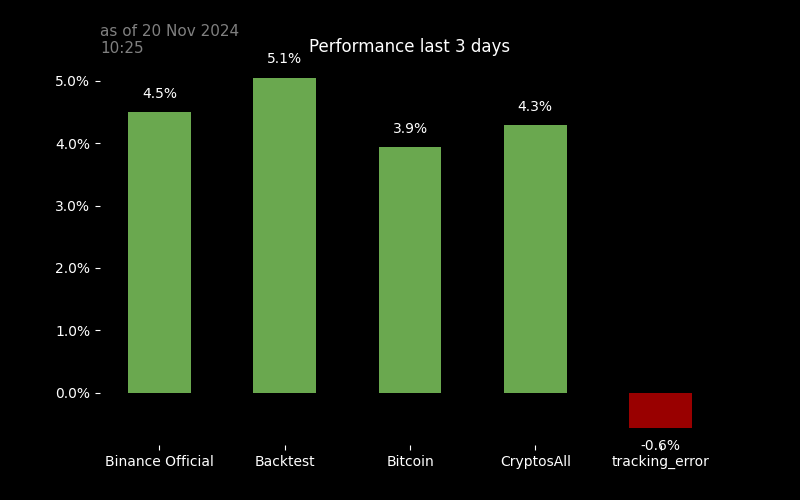 as of 20 Nov 2024
10:25
Performance last 3 days
5.1%
4.5%
3.9%
4.3%
-0.6%
5.0%
4.0%
3.0%
2.0%
1.0%
0.0%
Binance Official
Backtest
Bitcoin
CryptosAll
tracking_error